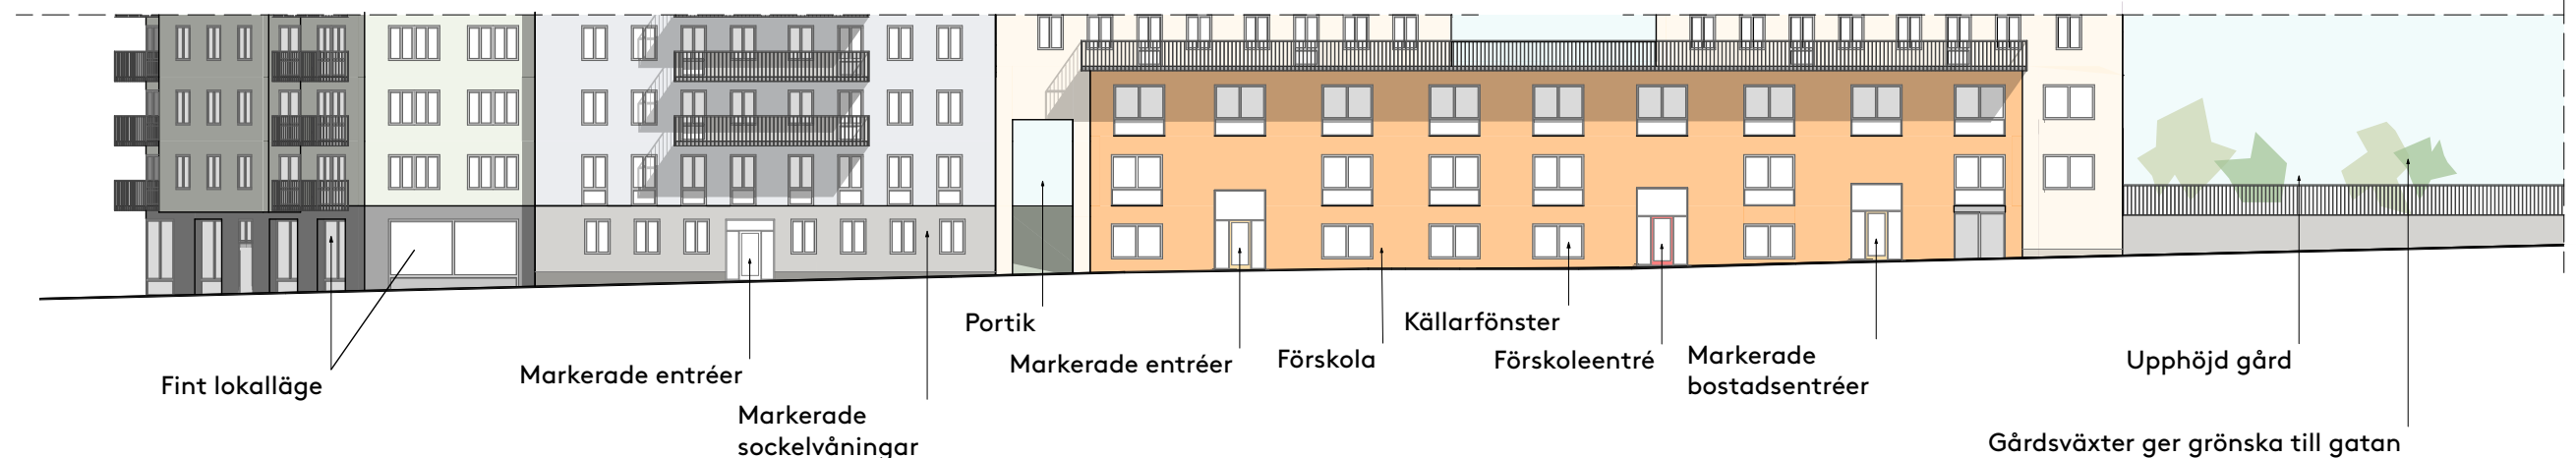 Portik
Källarfönster
Markerade entréer
Förskola
Förskoleentré
Markerade
bostadsentréer
Upphöjd gård
Fint lokalläge
Markerade entréer
Markerade
sockelvåningar
Gårdsväxter ger grönska till gatan